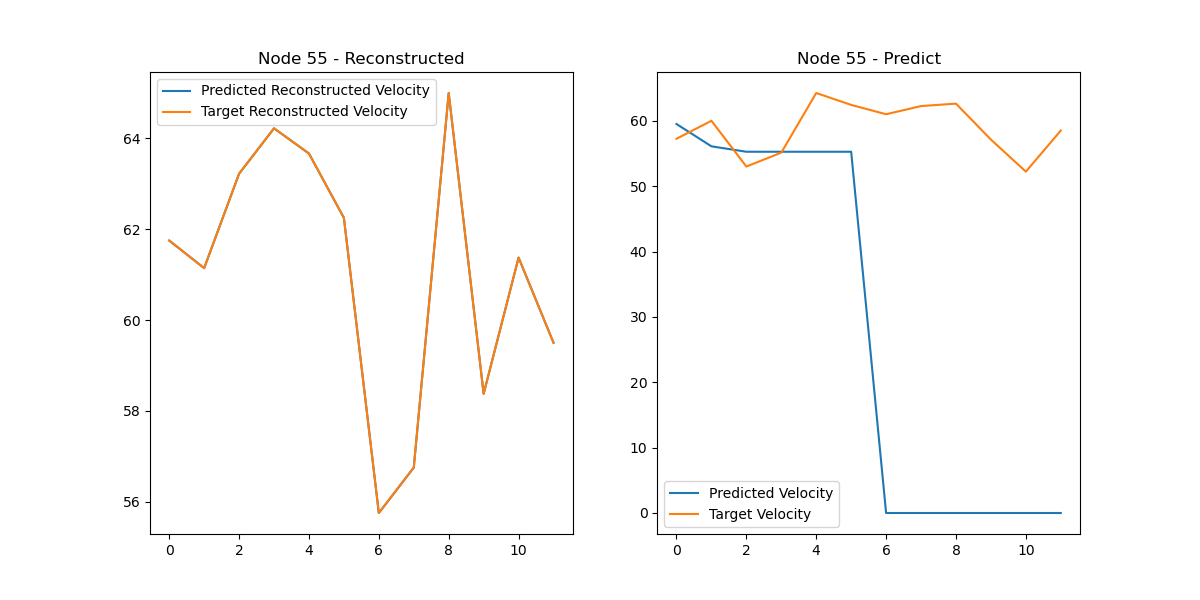 Node 55 - Reconstructed
Predicted Reconstructed Velocity
Target Reconstructed Velocity
64
62
60
58
56
0 2 4 6 8 10
Node 55 - Predict
60
50
40
30
20
10
0
Predicted Velocity
Target Velocity
0 2 4 6 8 10